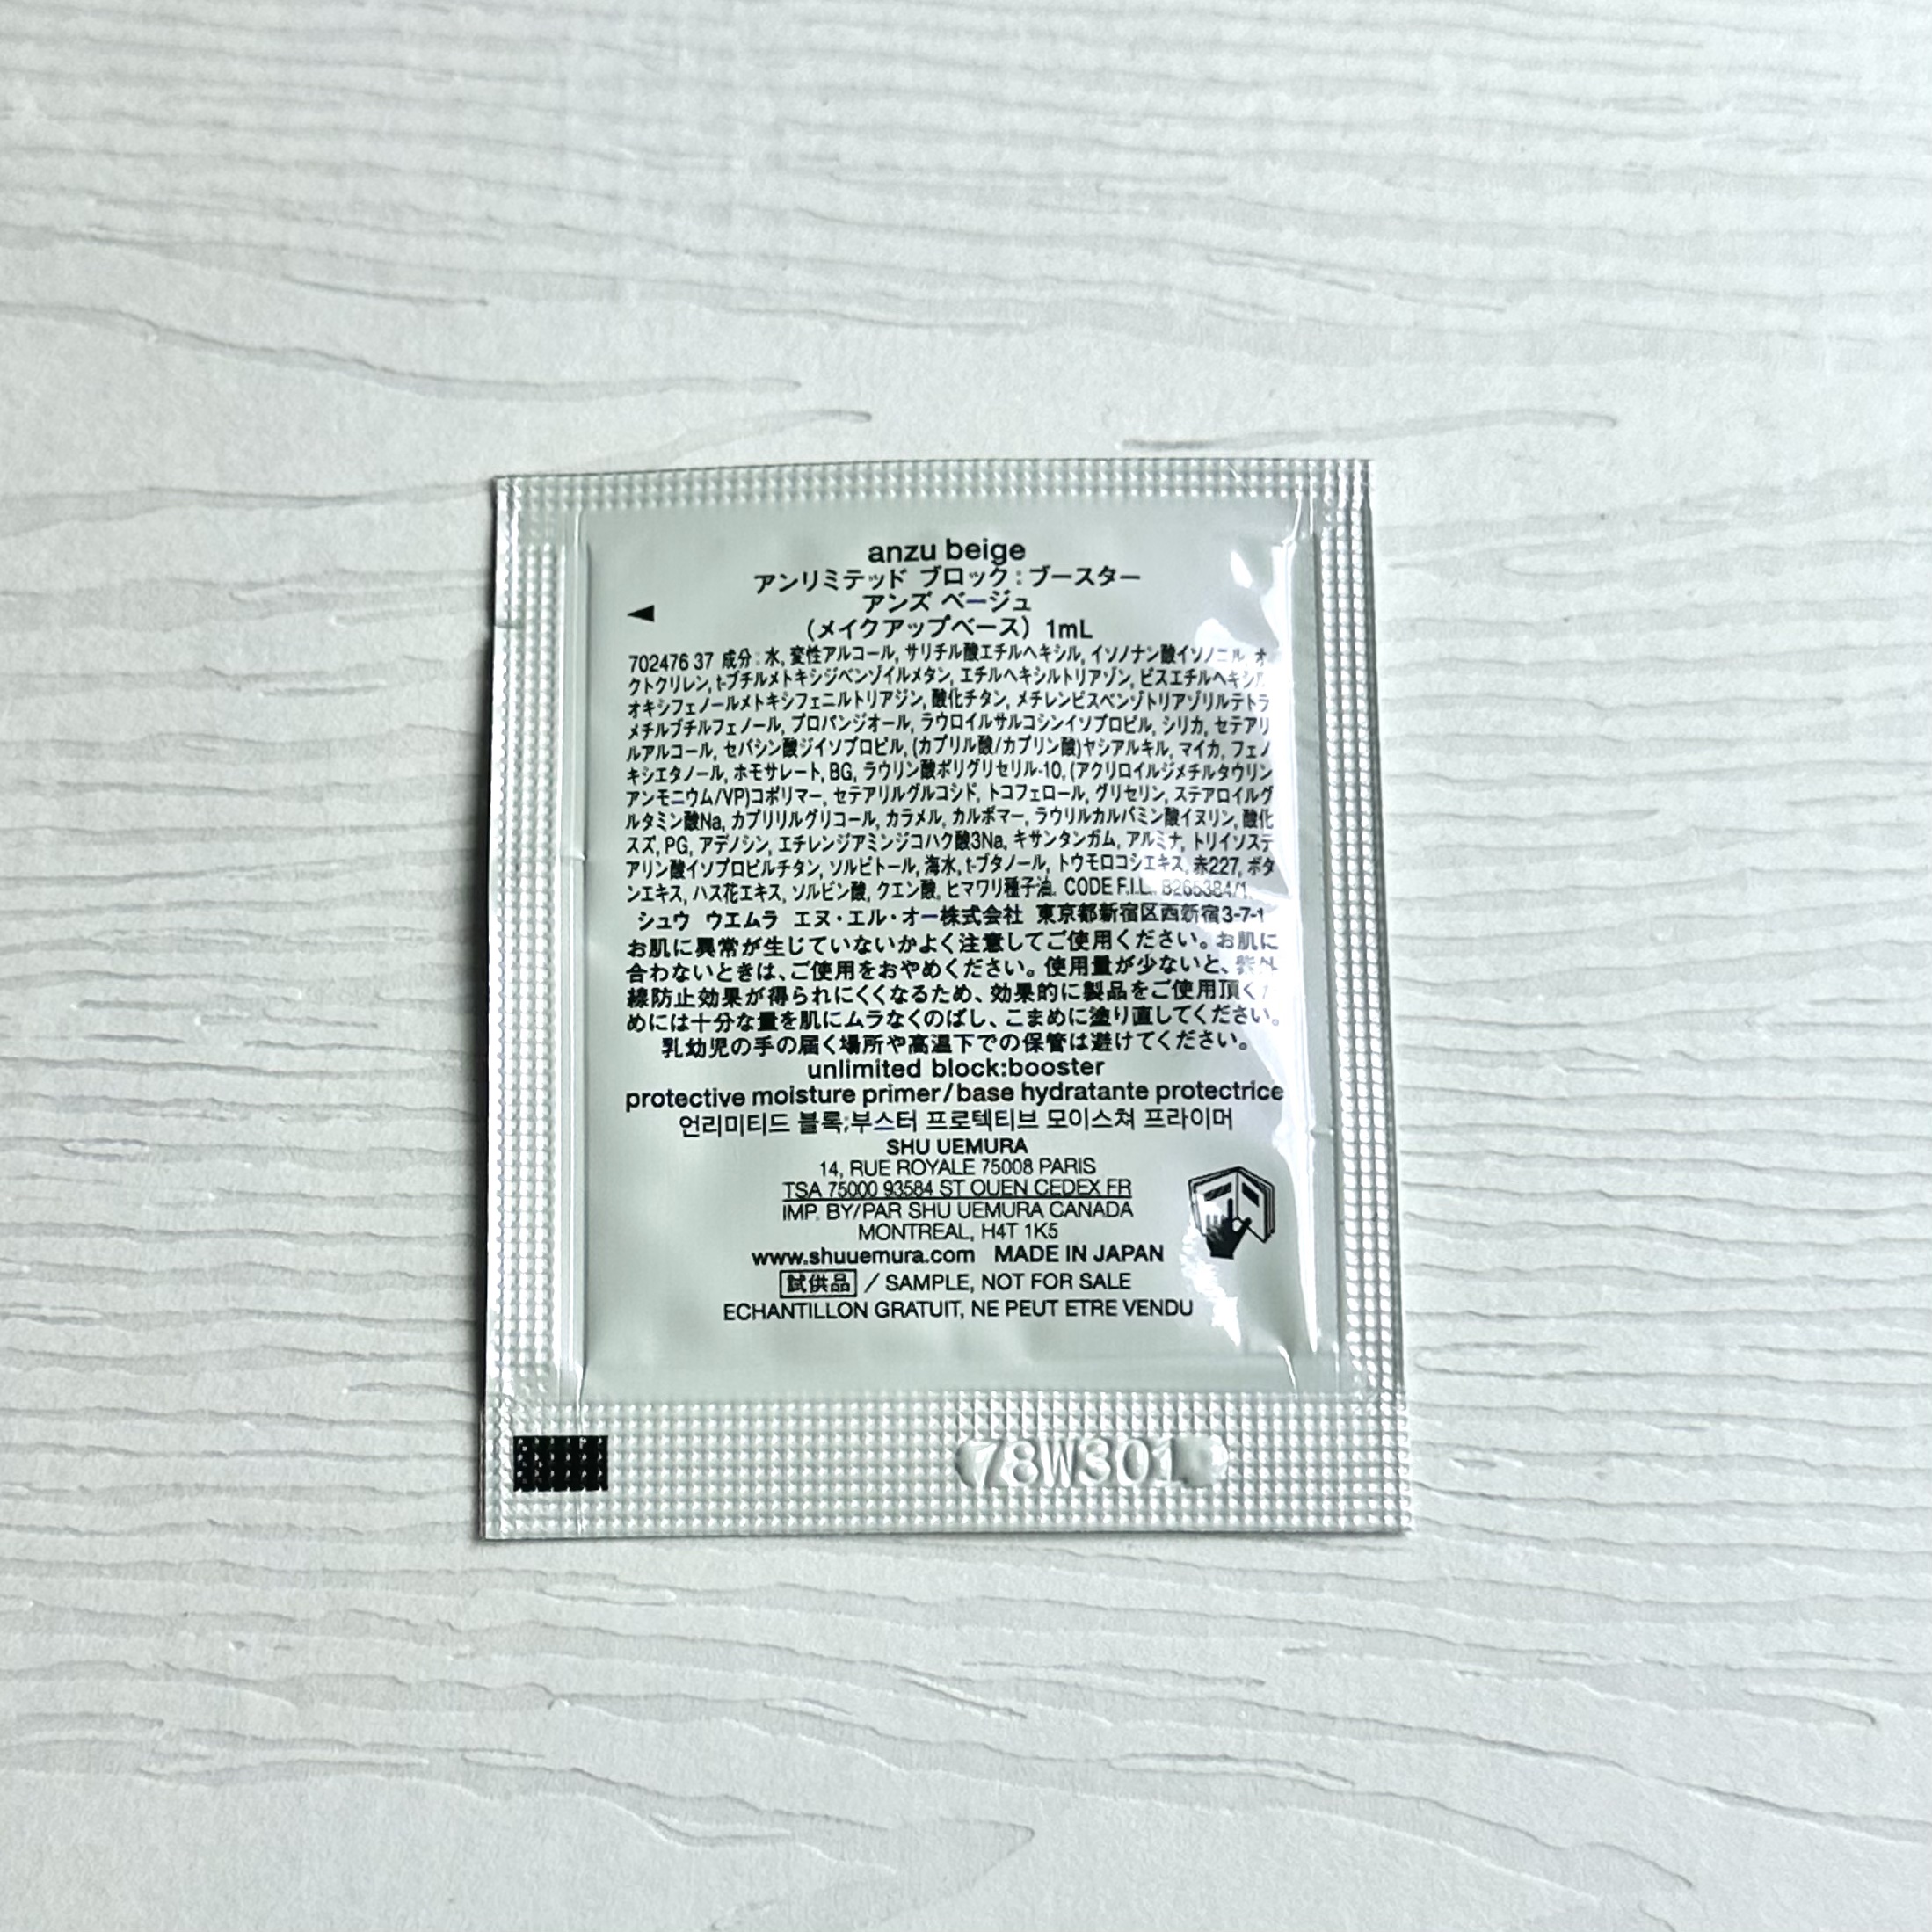 anzu beige
アンリミテッド ブロック:ブースター
アンズ ベージュ
(メイクアップベース) 1mL
702476 37 成分:水, 変性アルコール, サリチル酸エチルヘキシル, イソノナン酸イソノニル, オ
クトクリレン, t-ブチルメトキシジベンゾイルメタン, エチルヘキシルトリアゾン, ビスエチルヘキシル
オキシフェノールメトキシフェニルトリアジン, 酸化チタン, メチレンビスベンゾトリアゾリルテトラ
メチルブチルフェノール, プロパンジオール, ラウロイルサルコシンイソプロピル, シリカ, セテアリ
ルアルコール, セバシン酸ジイソプロピル, (カプリル酸/カプリン酸)ヤシアルキル, マイカ, フェノ
キシエタノール, ホモサレート, BG, ラウリン酸ポリグリセリル-10, (アクリロイルジメチルタウリン
アンモニウム/VP)コポリマー, セテアリルグルコシド, トコフェロール, グリセリン, ステアロイルグ
ルタミン酸Na, カプリリルグリコール, カラメル, カルボマー, ラウリルカルバミン酸イヌリン, 酸化
スズ, PG, アデノシン, エチレンジアミンジコハク酸3Na, キサンタンガム, アルミナ, トリイソステ
アリン酸イソプロピルチタン, ソルビトール, 海水, t-ブタノール, トウモロコシエキス, 赤227, ボタ
ンエキス, ハス花エキス, ソルビン酸, クエン酸, ヒマワリ種子油. CODE F.I.L. B265384/1
シュウ ウエムラ エヌ・エル・オー株式会社 東京都新宿区西新宿3-7-1
お肌に異常が生じていないかよく注意してご使用ください。お肌に
合わないときは、ご使用をおやめください。使用量が少ないと、紫外
線防止効果が得られにくくなるため、効果的に製品をご使用頂くた
めには十分な量を肌にムラなくのばし、こまめに塗り直してください。
乳幼児の手の届く場所や高温下での保管は避けてください。
unlimited block:booster
protective moisture primer/base hydratante protectrice
언리미티드 블록:부스터 프로텍티브 모이스쳐 프라이머
SHU UEMURA
14, RUE ROYALE 75008 PARIS
TSA 75000 93584 ST OUEN CEDEX FR
IMP. BY/PAR SHU UEMURA CANADA
MONTREAL, H4T 1K5
www.shuuemura.com MADE IN JAPAN
試供品 / SAMPLE, NOT FOR SALE
ECHANTILLON GRATUIT, NE PEUT ETRE VENDU
78W301